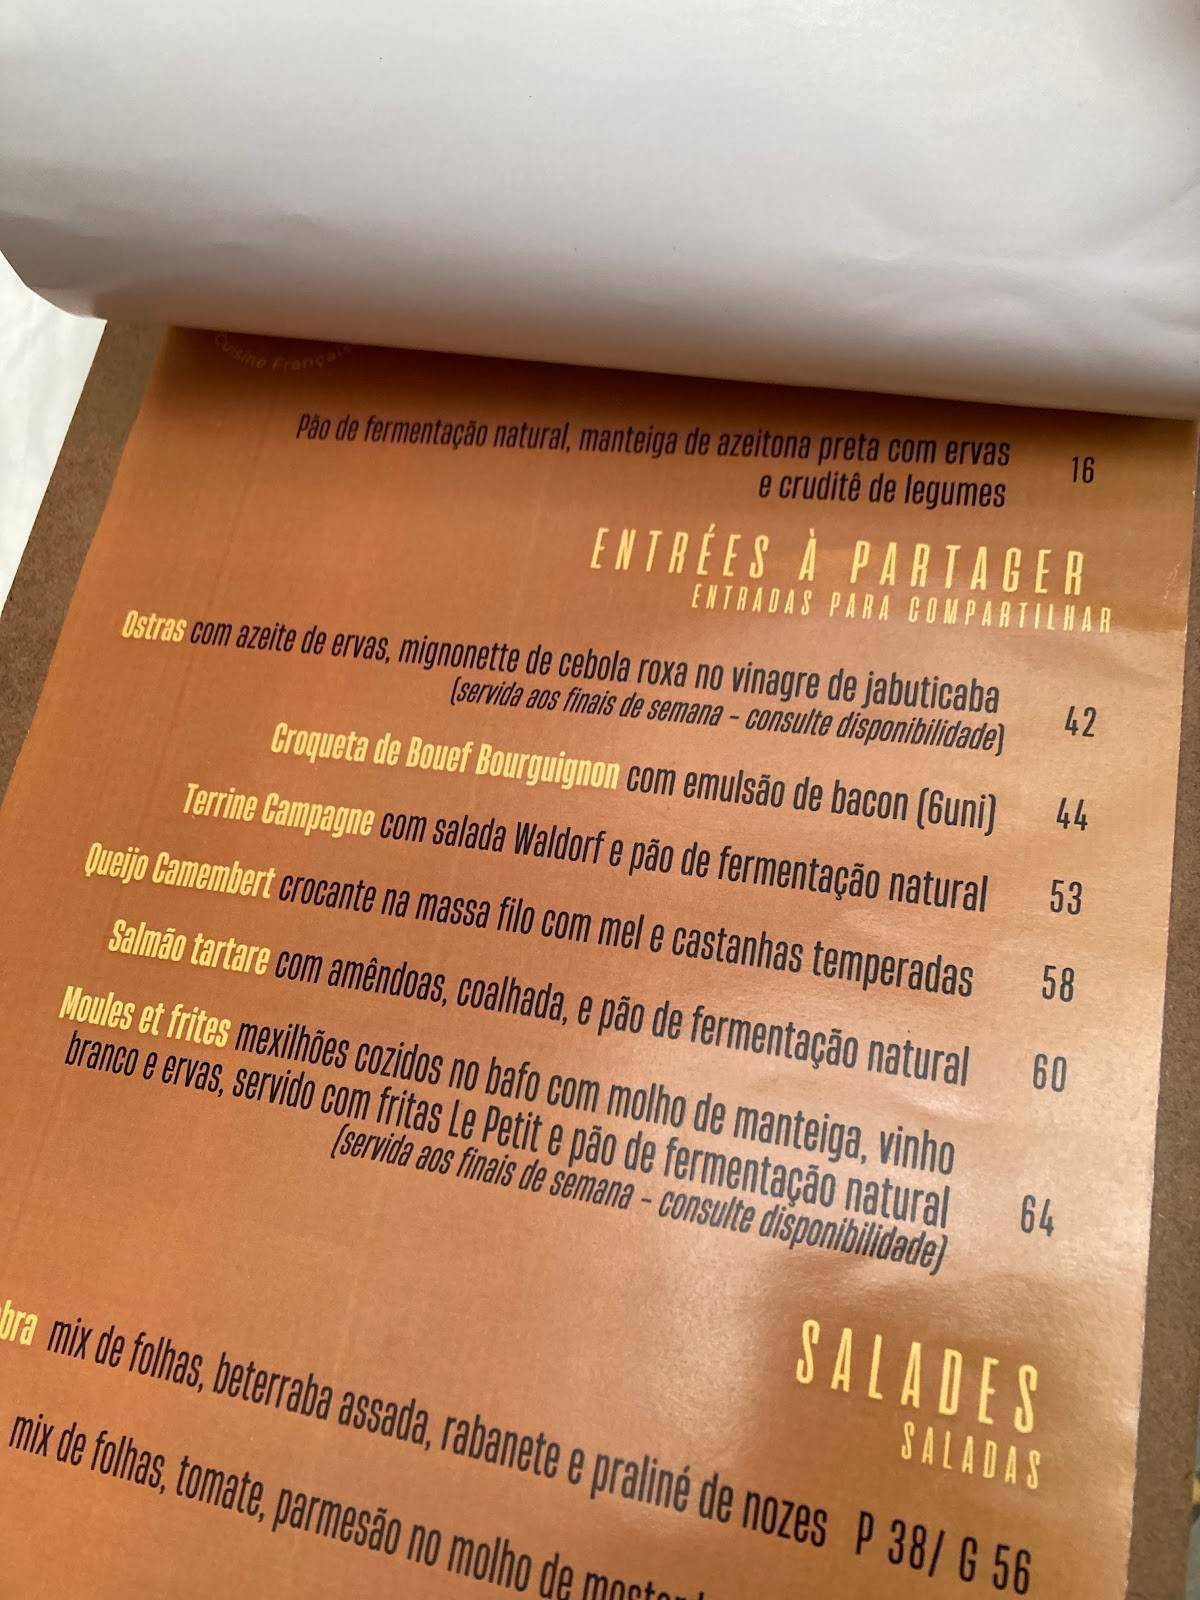 Cuisine Française
Pão de fermentação natural, manteiga de azeitona preta com ervas
e cruditê de legumes 16
ENTRÉES À PARTAGER
ENTRADAS PARA COMPARTILHAR
Ostras com azeite de ervas, mignonette de cebola roxa no vinagre de jabuticaba
(servida aos finais de semana - consulte disponibilidade) 42
Croqueta de Bouef Bourguignon com emulsão de bacon (6uni) 44
Terrine Campagne com salada Waldorf e pão de fermentação natural 53
Queijo Camembert crocante na massa filo com mel e castanhas temperadas 58
Salmão tartare com amêndoas, coalhada, e pão de fermentação natural 60
Moules et frites mexilhões cozidos no bafo com molho de manteiga, vinho
branco e ervas, servido com fritas Le Petit e pão de fermentação natural 64
(servida aos finais de semana - consulte disponibilidade)
SALADES
SALADAS
mix de folhas, beterraba assada, rabanete e praliné de nozes P 38/ G 56
mix de folhas, tomate, parmesão no molho de